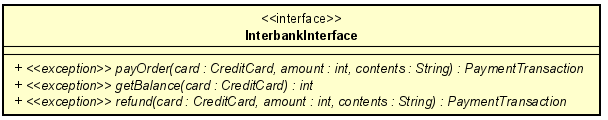 <<interface>>
InterbankInterface
+ <<exception>> payOrder(card : CreditCard, amount : int, contents : String) : PaymentTransaction
+ <<exception>> getBalance(card : CreditCard) : int
+ <<exception>> refund(card : CreditCard, amount : int, contents : String) : PaymentTransaction